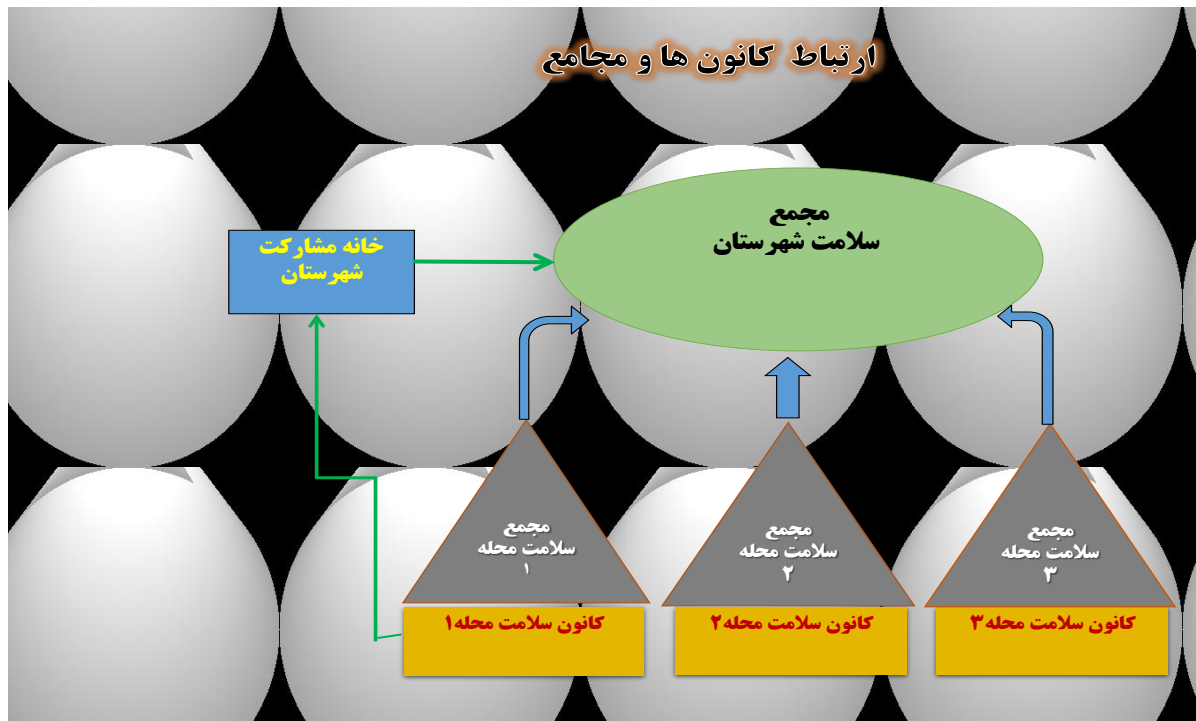 ارتباط کانون ها و مجامع
مجمع
سلامت شهرستان
خانه مشارکت
شهرستان
مجمع
سلامت محله
۳
مجمع
سلامت محله
۲
مجمع
سلامت محله
۱
کانون سلامت محله۳
کانون سلامت محله۲
کانون سلامت محله۱